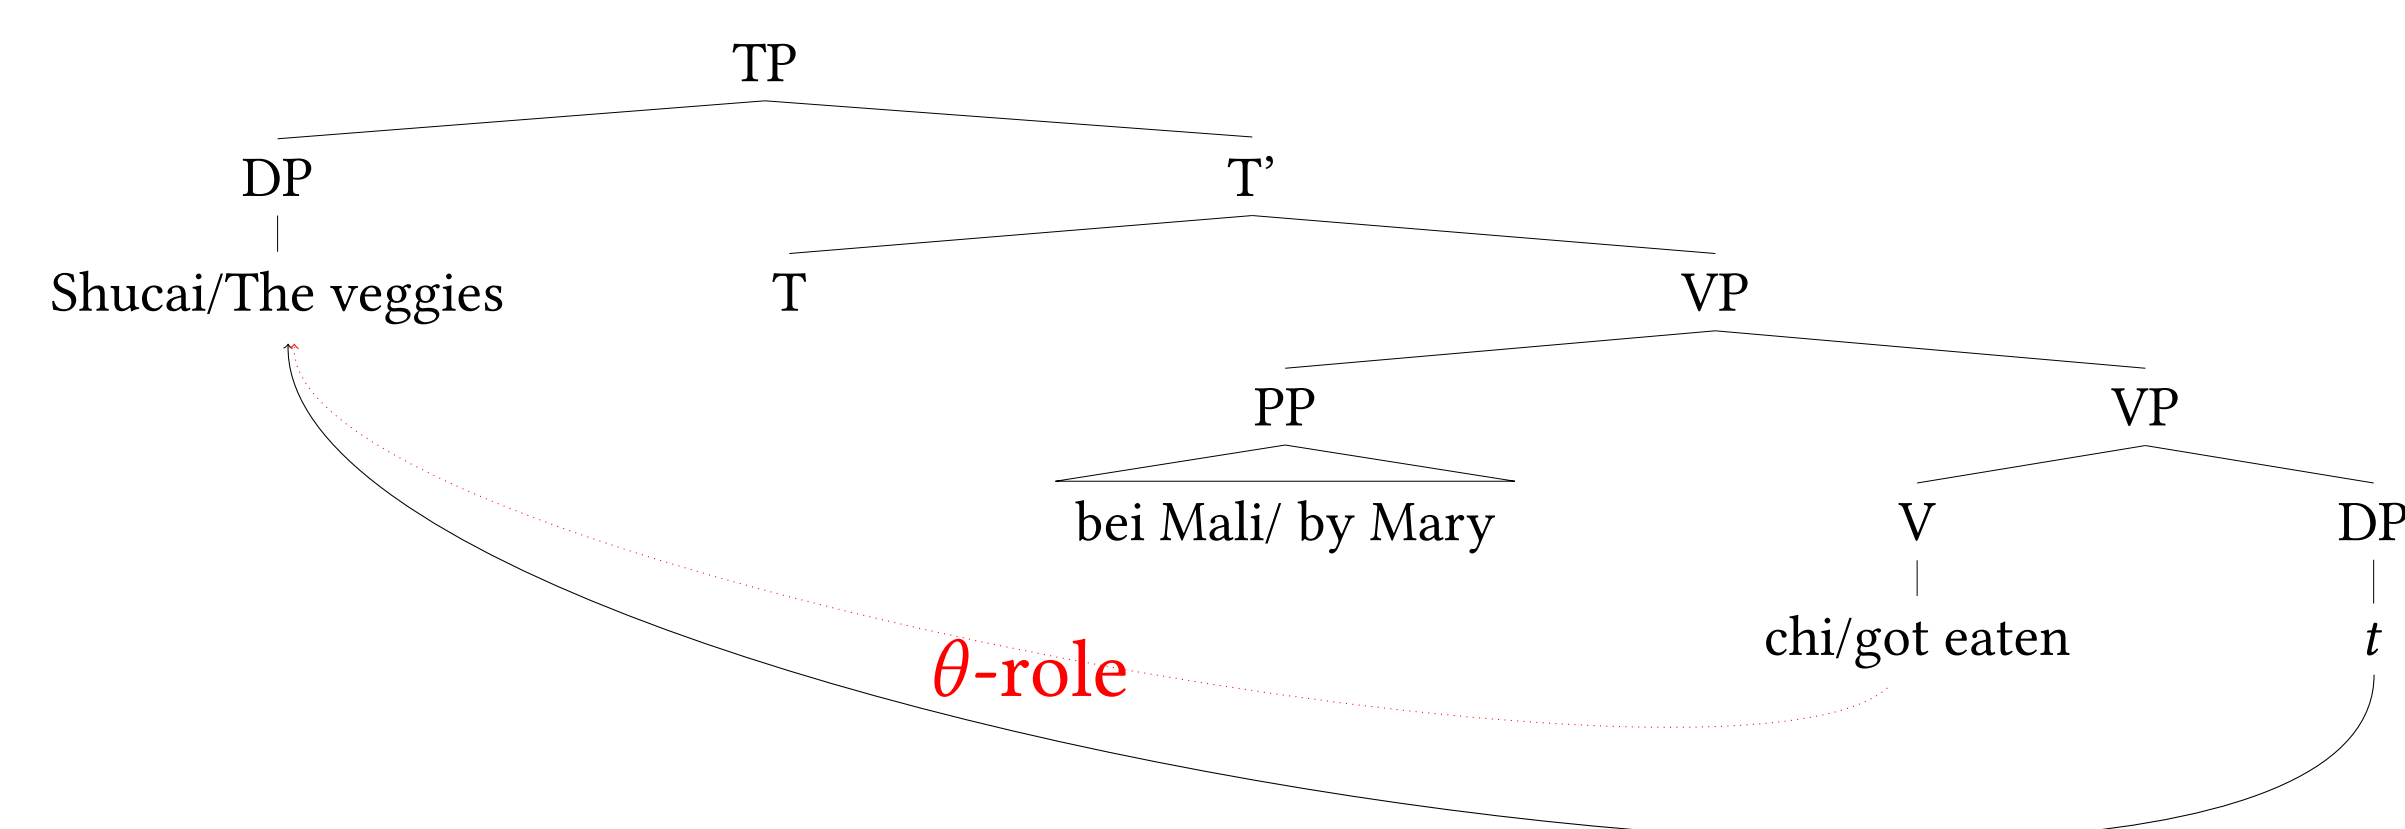 TP
DP T’
Shucai/The veggies T VP
PP VP
bei Mali/ by Mary V DP
chi/got eaten t
θ-role